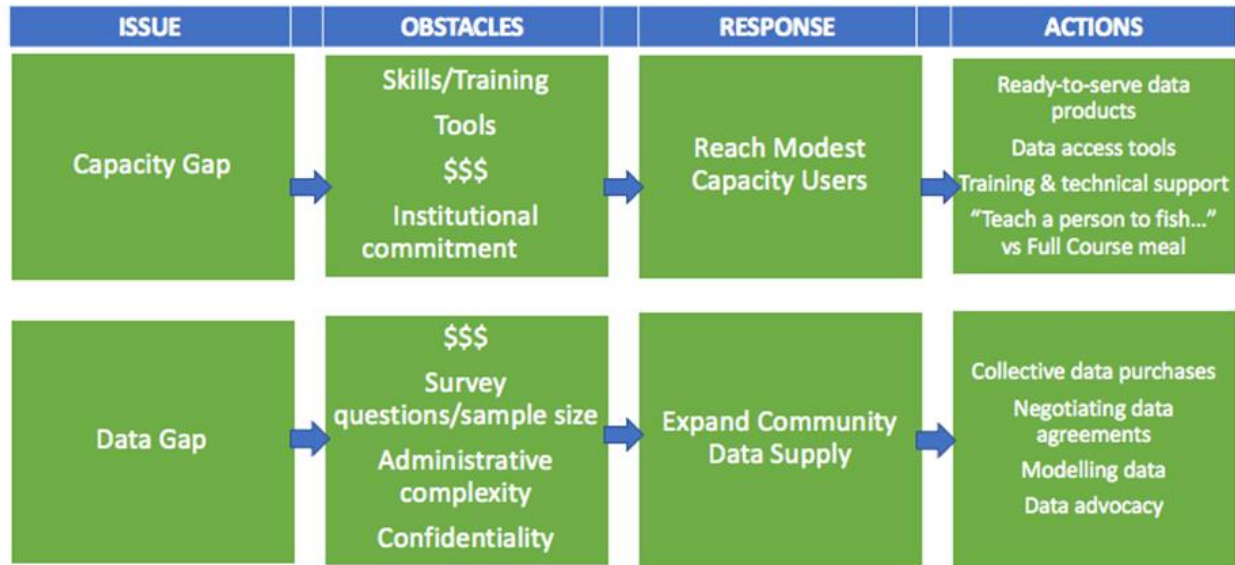 ISSUE
OBSTACLES
RESPONSE
ACTIONS
Capacity Gap
Skills/Training
Tools
$$$
Institutional
commitment
Reach Modest
Capacity Users
Ready-to-serve data
products
Data access tools
Training & technical support
“Teach a person to fish…”
vs Full Course meal
Data Gap
$$$
Survey
questions/sample size
Administrative
complexity
Confidentiality
Expand Community
Data Supply
Collective data purchases
Negotiating data
agreements
Modelling data
Data advocacy